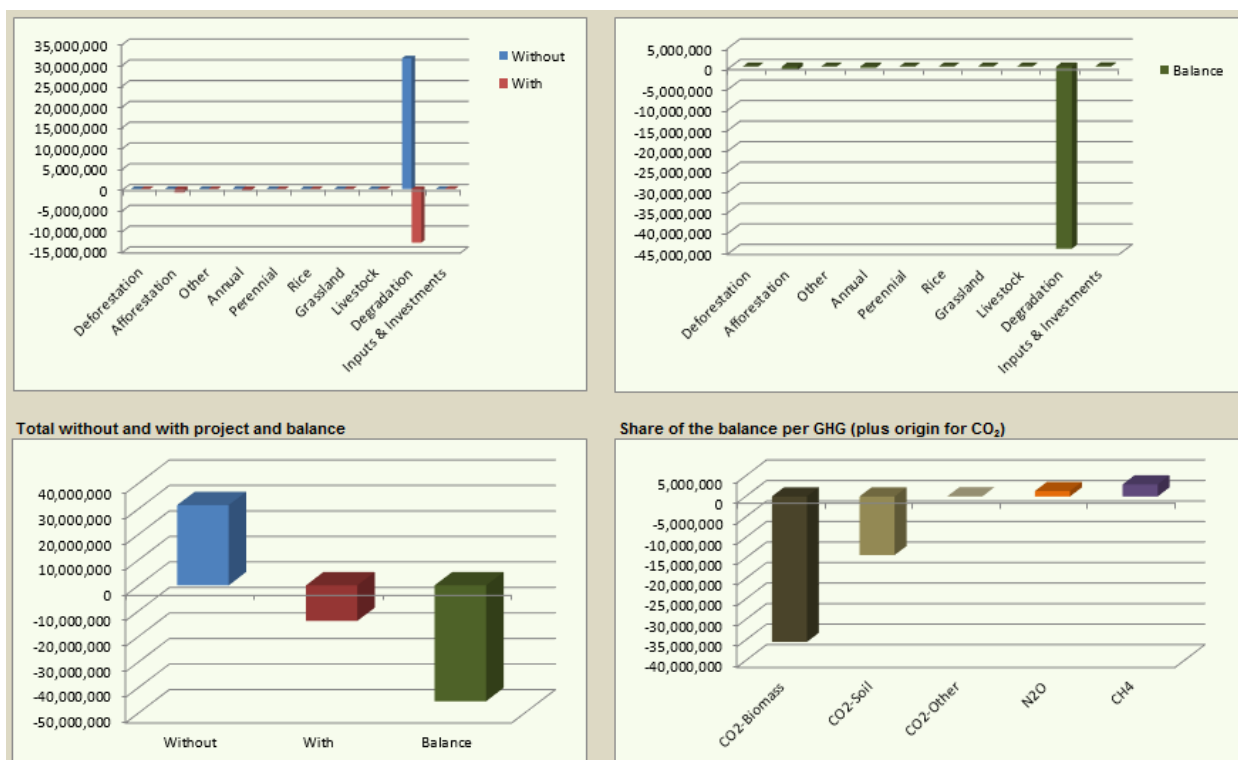 35,000,000
30,000,000
25,000,000
20,000,000
15,000,000
10,000,000
5,000,000
0
-5,000,000
-10,000,000
-15,000,000
Without
With
Deforestation
Afforestation
Other
Annual
Perennial
Rice
Grassland
Livestock
Degradation
Inputs & Investments
5,000,000
0
-5,000,000
-10,000,000
-15,000,000
-20,000,000
-25,000,000
-30,000,000
-35,000,000
-40,000,000
-45,000,000
Balance
Deforestation
Afforestation
Other
Annual
Perennial
Rice
Grassland
Livestock
Degradation
Inputs & Investments
Total without and with project and balance
40,000,000
30,000,000
20,000,000
10,000,000
0
-10,000,000
-20,000,000
-30,000,000
-40,000,000
-50,000,000
Without
With
Balance
Share of the balance per GHG (plus origin for CO₂)
5,000,000
0
-5,000,000
-10,000,000
-15,000,000
-20,000,000
-25,000,000
-30,000,000
-35,000,000
-40,000,000
CO2-Biomass
CO2-Soil
CO2-Other
N2O
CH4